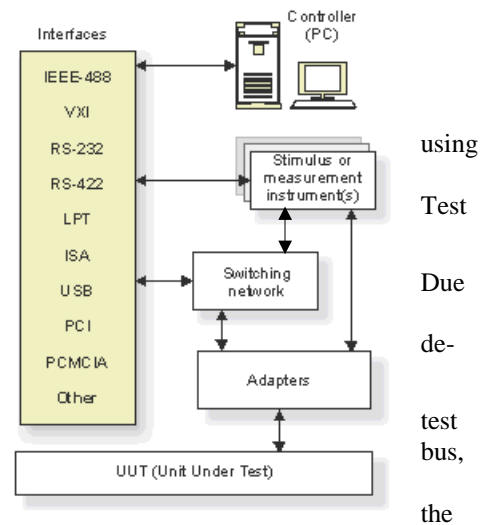 Controller
(PC)
Interfaces
IEEE-488
VXI
RS-232
RS-422
LPT
ISA
USB
PCI
PCMCIA
Other
Stimulus or
measurement
instrument(s)
Switching
network
Adapters
UUT (Unit Under Test)
using
Test
Due
de-
test
bus,
the